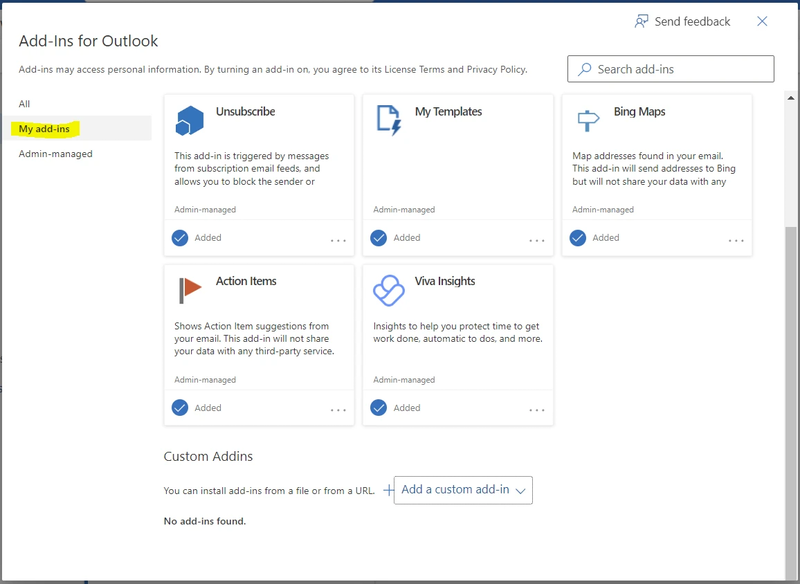 Send feedback
Add-Ins for Outlook
Add-ins may access personal information. By turning an add-in on, you agree to its License Terms and Privacy Policy.
Search add-ins
All
My add-ins
Admin-managed
Unsubscribe
This add-in is triggered by messages
from subscription email feeds, and
allows you to block the sender or
Admin-managed
Added
My Templates
Admin-managed
Added
Bing Maps
Map addresses found in your email.
This add-in will send addresses to Bing
but will not share your data with any
Admin-managed
Added
Action Items
Shows Action Item suggestions from
your email. This add-in will not share
your data with any third-party service.
Admin-managed
Added
Viva Insights
Insights to help you protect time to get
work done, automatic to dos, and more.
Admin-managed
Added
Custom Addins
You can install add-ins from a file or from a URL.
Add a custom add-in
No add-ins found.